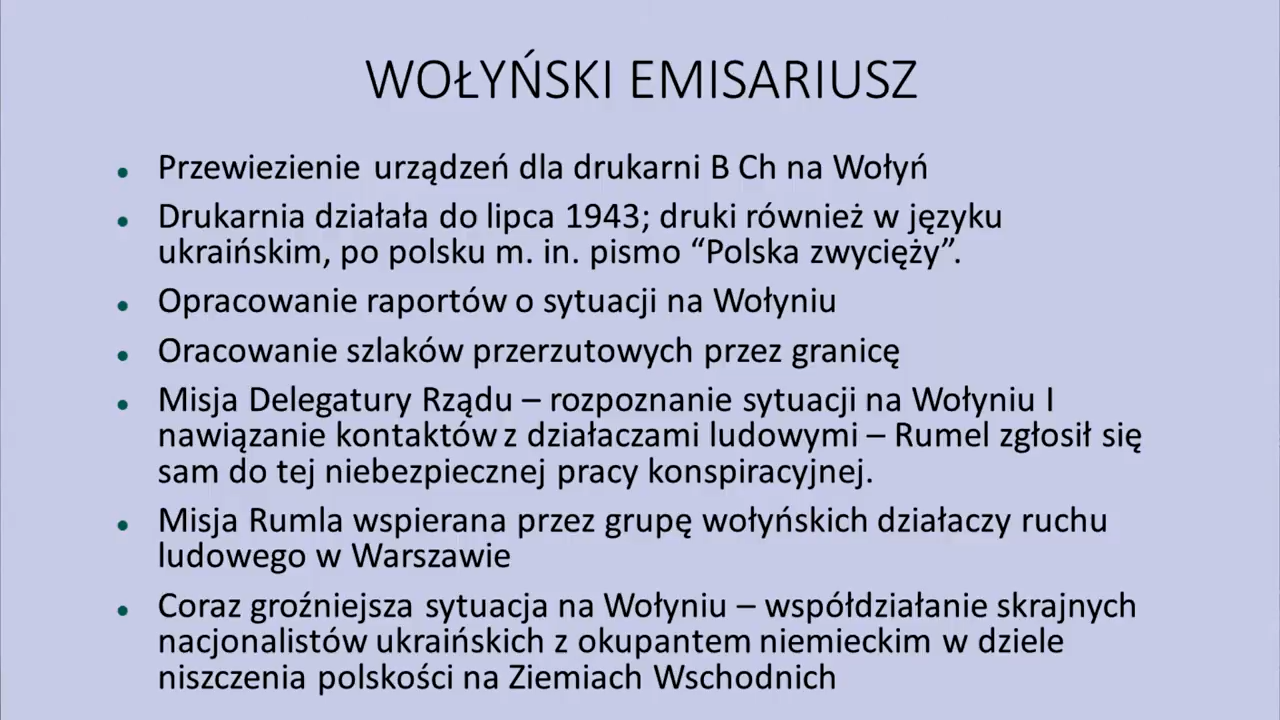 WOŁYŃSKI EMISARIUSZ
Przewiezienie urządzeń dla drukarni B Ch na Wołyń
Drukarnia działała do lipca 1943; druki również w języku
ukraińskim, po polsku m. in. pismo “Polska zwycięży”.
Opracowanie raportów o sytuacji na Wołyniu
Oracowanie szlaków przerzutowych przez granicę
Misja Delegatury Rządu – rozpoznanie sytuacji na Wołyniu I
nawiązanie kontaktów z działaczami ludowymi – Rumel zgłosił się
sam do tej niebezpiecznej pracy konspiracyjnej.
Misja Rumla wspierana przez grupę wołyńskich działaczy ruchu
ludowego w Warszawie
Coraz groźniejsza sytuacja na Wołyniu – współdziałanie skrajnych
nacjonalistów ukraińskich z okupantem niemieckim w dziele
niszczenia polskości na Ziemiach Wschodnich